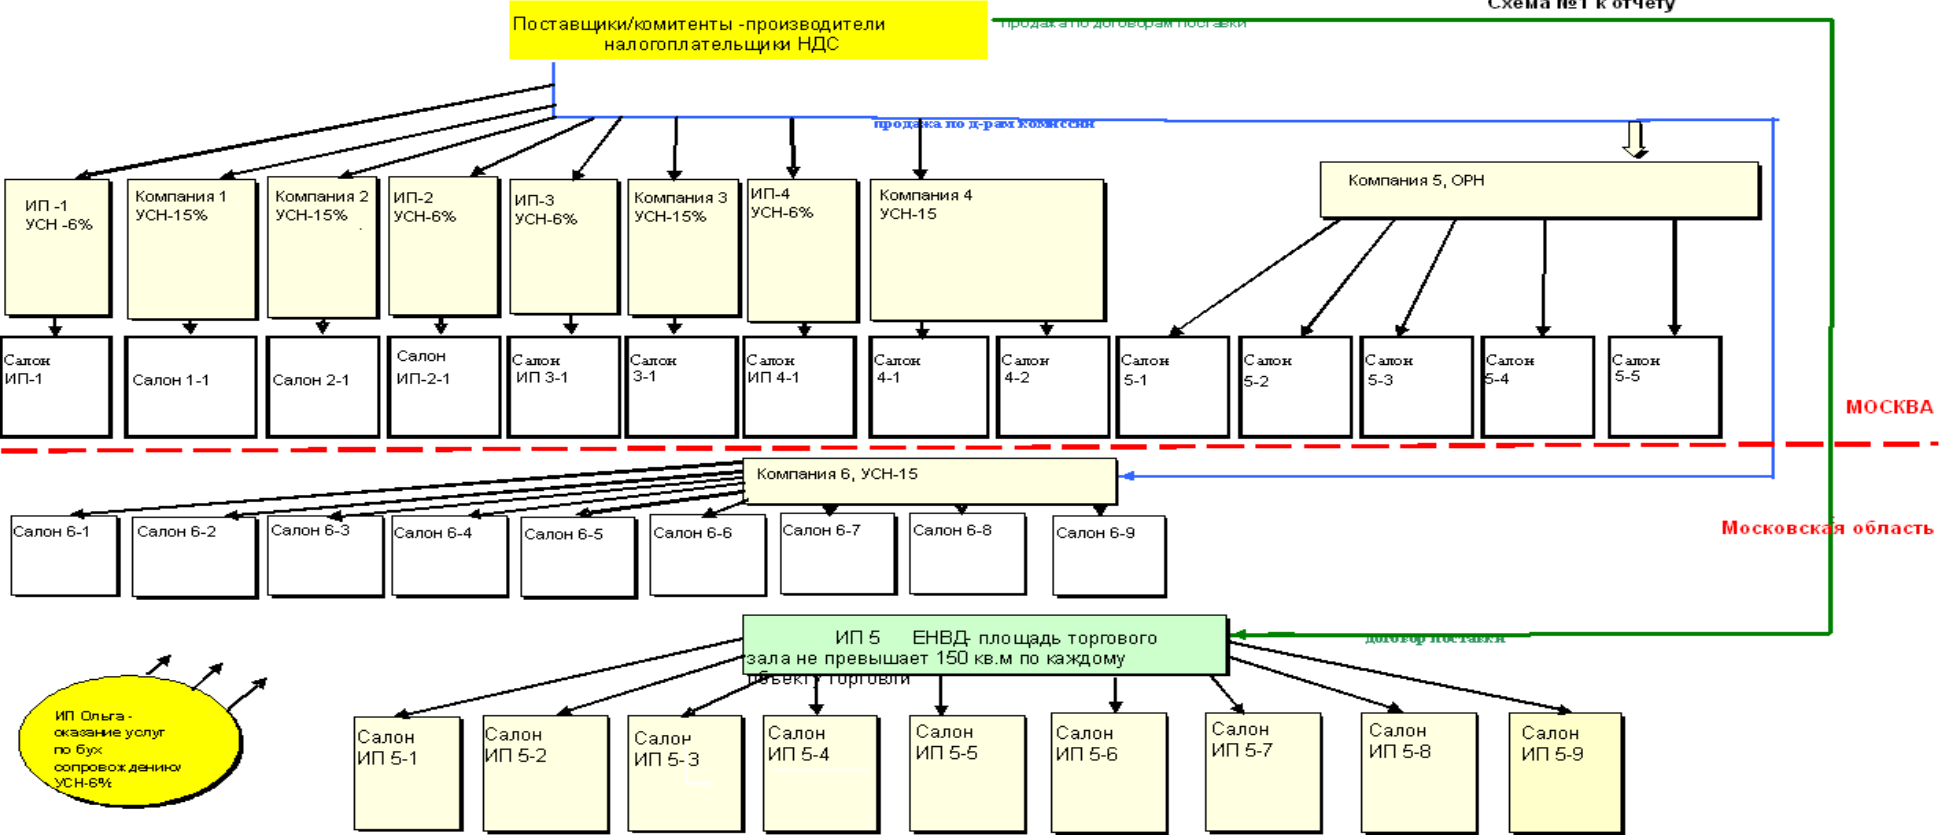 Схема №1 к отчету
Поставщики/комитенты -производители
налогоплательщики НДС
продажа по договорам поставки
продажа по д-рам комиссии
ИП -1
УСН -6%
Компания 1
УСН-15%
Компания 2
УСН-15%
.
ИП-2
УСН-6%
ИП-3
УСН-6%
Компания 3
УСН-15%
ИП-4
УСН-6%
Компания 4
УСН-15
Компания 5, ОРН
Салон
ИП-1
Салон 1-1
Салон 2-1
Салон
ИП-2-1
Салон
ИП 3-1
Салон
3-1
Салон
ИП 4-1
Салон
4-1
Салон
4-2
Салон
5-1
Салон
5-2
Салон
5-3
Салон
5-4
Салон
5-5
МОСКВА
Компания 6, УСН-15
Московская область
Салон 6-1
Салон 6-2
Салон 6-3
Салон 6-4
Салон 6-5
Салон 6-6
Салон 6-7
Салон 6-8
Салон 6-9
ИП 5 ЕНВД- площадь торгового
зала не превышает 150 кв.м по каждому
объекту торговли
договор поставки
ИП Ольга -
оказание услуг
по бух
сопровождению/
УСН-6%
Салон
ИП 5-1
Салон
ИП 5-2
Салон
ИП 5-3
Салон
ИП 5-4
Салон
ИП 5-5
Салон
ИП 5-6
Салон
ИП 5-7
Салон
ИП 5-8
Салон
ИП 5-9